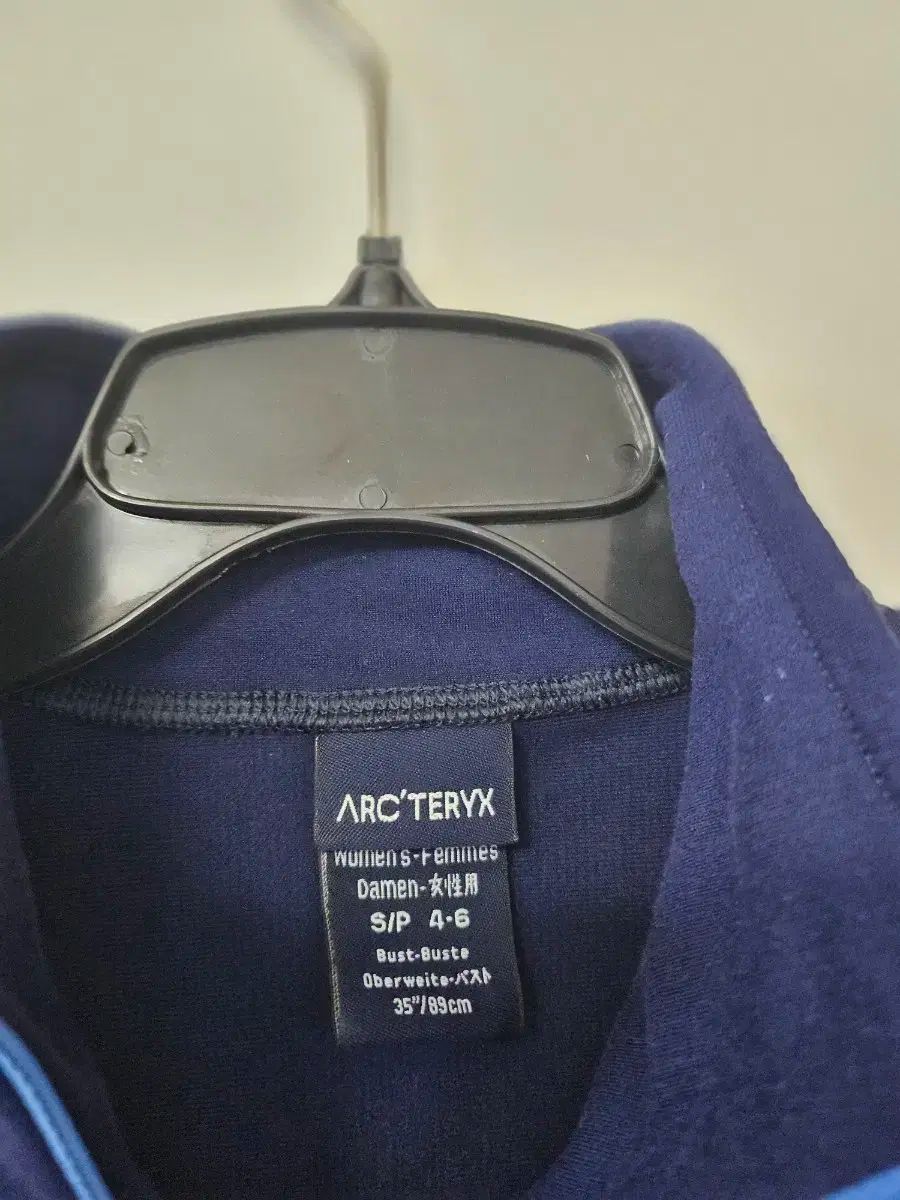 ARC'TERYX
Women's-Femmes
Damen-女性用
S/P 4-6
Bust-Buste
Oberweite-バスト
35"/89cm